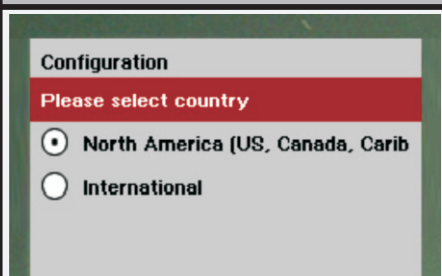 Configuration
Please select country
North America (US, Canada, Carib
International